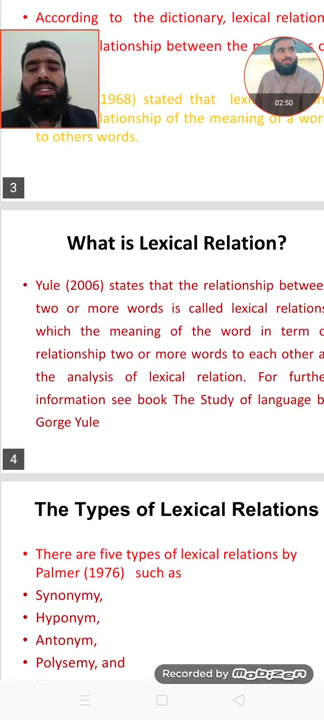 According to the dictionary, lexical relation
lationship between the
02:50
1968) stated that
lationship of the meaning of a
to others words.
3
What is Lexical Relation?
• Yule (2006) states that the relationship betwee
two or more words is called lexical relations
which the meaning of the word in term o
relationship two or more words to each other a
the analysis of lexical relation. For furthe
information see book The Study of language b
Gorge Yule
4
The Types of Lexical Relations
• There are five types of lexical relations by
Palmer (1976) such as
• Synonymy,
• Hyponym,
• Antonym,
• Polysemy, and
Recorded by mobizen